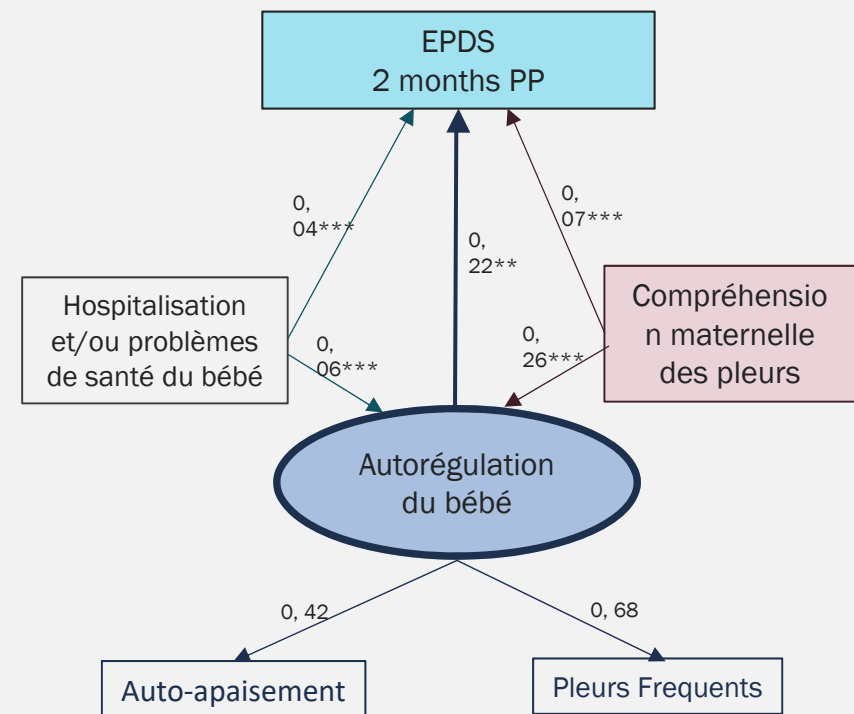 EPDS
2 months PP
0,
04***
0,
07***
0,
22**
Hospitalisation
et/ou problèmes
de santé du bébé
Compréhensio
n maternelle
des pleurs
0,
06***
0,
26***
Autorégulation
du bébé
0, 42
0, 68
Auto-apaisement
Pleurs Frequents